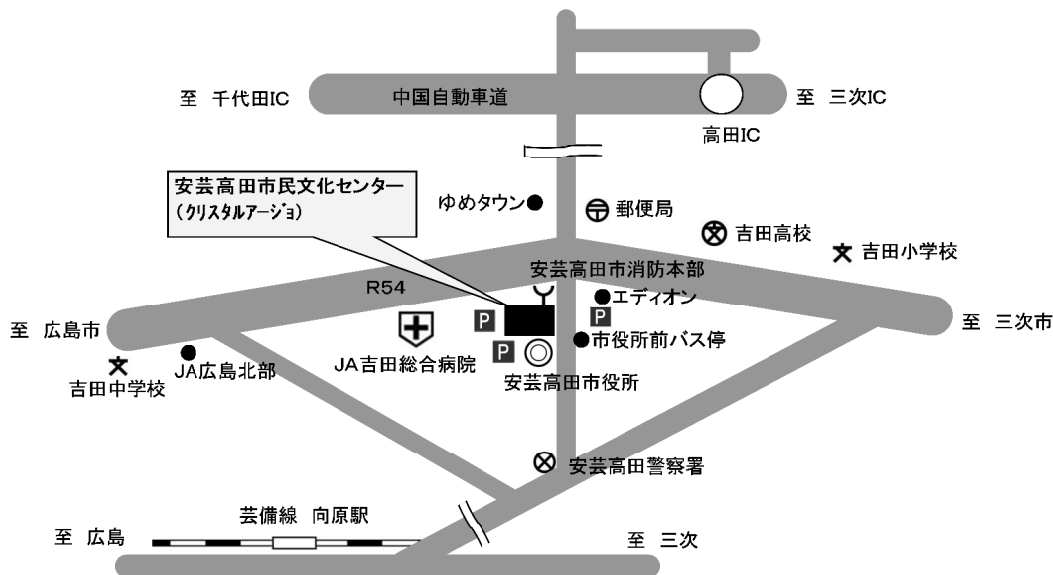 至 千代田IC
中国自動車道
至 三次IC
高田IC
安芸高田市民文化センター
(ｸﾘｽﾀﾙｱｰｼﾞｮ)
ゆめタウン
郵便局
吉田高校
吉田小学校
安芸高田市消防本部
R54
エディオン
P
P
至 広島市
至 三次市
市役所前バス停
P
JA吉田総合病院
JA広島北部
吉田中学校
安芸高田市役所
安芸高田警察署
芸備線 向原駅
至 広島
至 三次